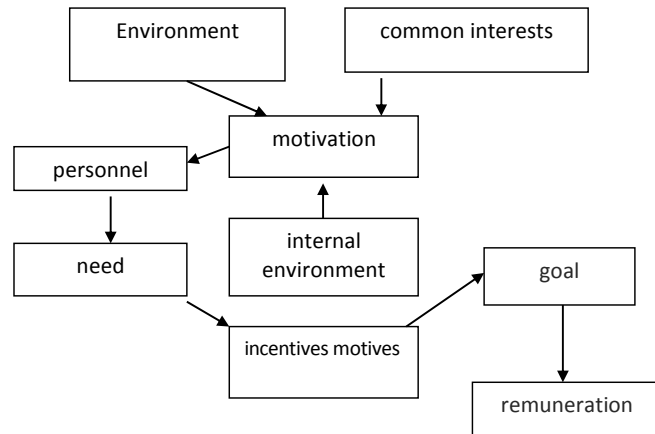 Environment
common interests
motivation
personnel
internal
environment
need
goal
incentives motives
remuneration